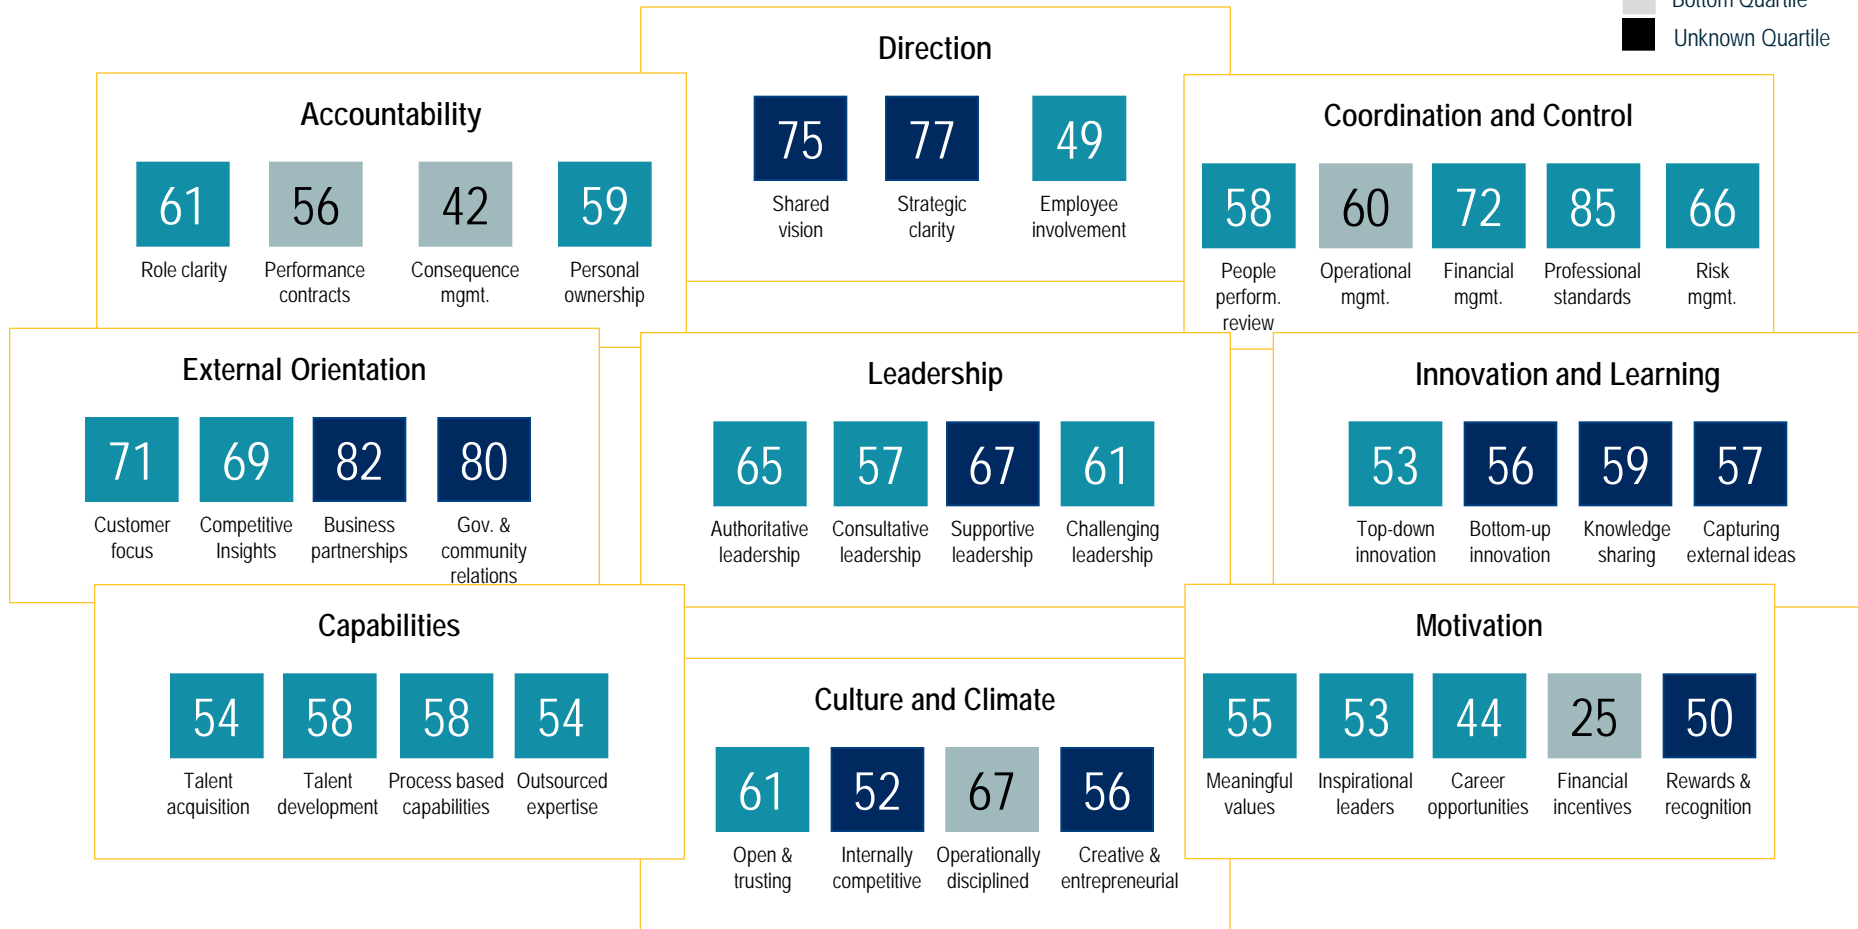 Bottom Quartile
Unknown Quartile
Direction
75
77
49
Shared
vision
Strategic
clarity
Employee
involvement
Accountability
61
56
42
59
Role clarity
Performance
contracts
Consequence
mgmt.
Personal
ownership
Coordination and Control
58
60
72
85
66
People
perform.
review
Operational
mgmt.
Financial
mgmt.
Professional
standards
Risk
mgmt.
External Orientation
71
69
82
80
Customer
focus
Competitive
Insights
Business
partnerships
Gov. &
community
relations
Leadership
65
57
67
61
Authoritative
leadership
Consultative
leadership
Supportive
leadership
Challenging
leadership
Innovation and Learning
53
56
59
57
Top-down
innovation
Bottom-up
innovation
Knowledge
sharing
Capturing
external ideas
Capabilities
54
58
58
54
Talent
acquisition
Talent
development
Process based
capabilities
Outsourced
expertise
Culture and Climate
61
52
67
56
Open &
trusting
Internally
competitive
Operationally
disciplined
Creative &
entrepreneurial
Motivation
55
53
44
25
50
Meaningful
values
Inspirational
leaders
Career
opportunities
Financial
incentives
Rewards &
recognition